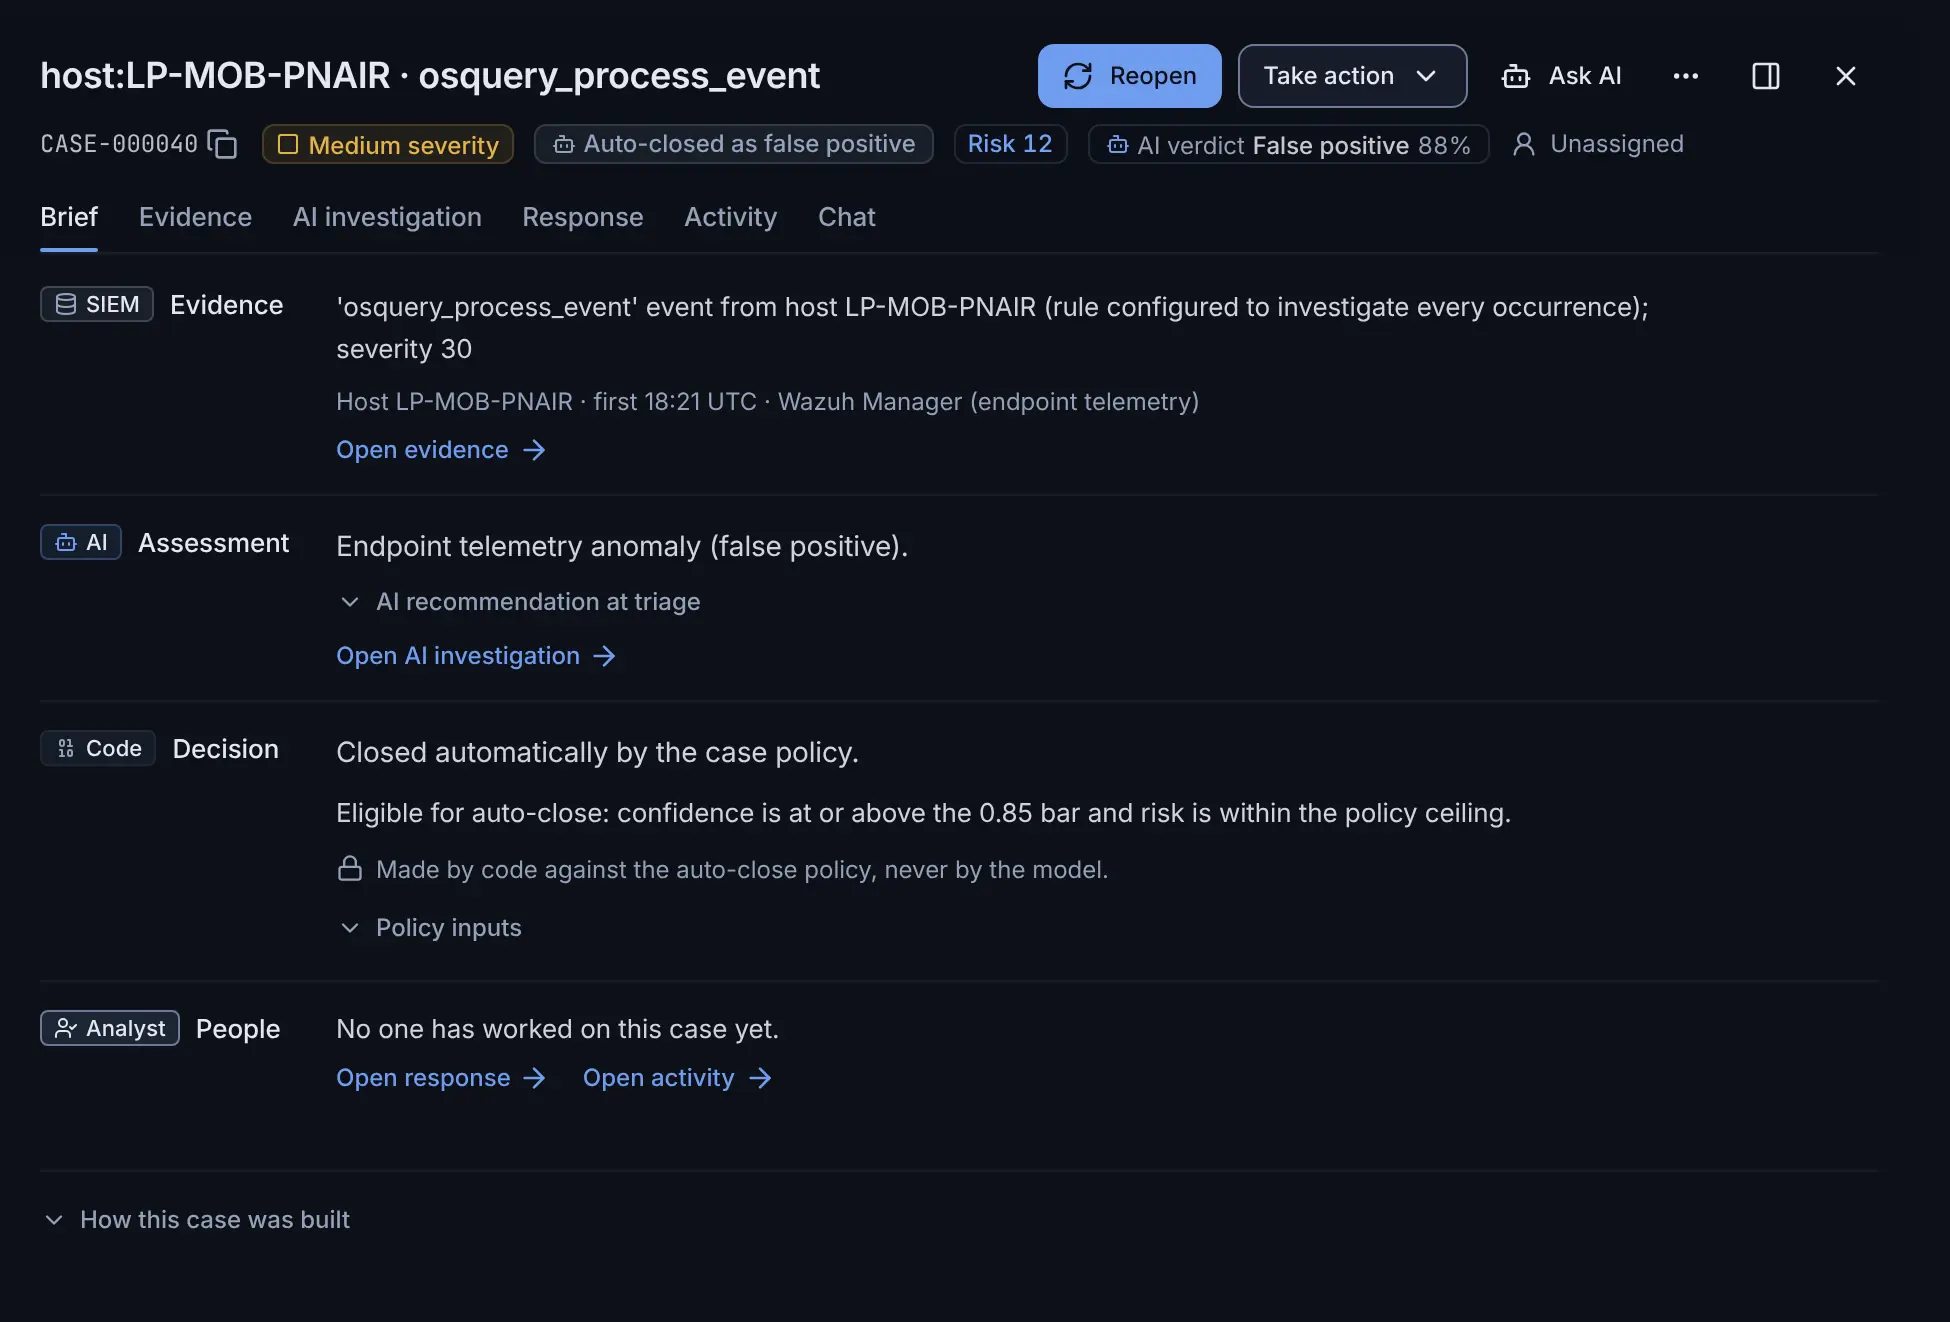 host:LP-MOB-PNAIR · osquery_process_event
Reopen
Take action
Ask AI
CASE-000040
Medium severity
Auto-closed as false positive
Risk 12
AI verdict False positive 88%
Unassigned
Brief
Evidence
AI investigation
Response
Activity
Chat
SIEM
Evidence
'osquery_process_event' event from host LP-MOB-PNAIR (rule configured to investigate every occurrence);
severity 30
Host LP-MOB-PNAIR · first 18:21 UTC · Wazuh Manager (endpoint telemetry)
Open evidence →
AI
Assessment
Endpoint telemetry anomaly (false positive).
AI recommendation at triage
Open AI investigation →
Code
Decision
Closed automatically by the case policy.
Eligible for auto-close: confidence is at or above the 0.85 bar and risk is within the policy ceiling.
Made by code against the auto-close policy, never by the model.
Policy inputs
Analyst
People
No one has worked on this case yet.
Open response →
Open activity →
How this case was built